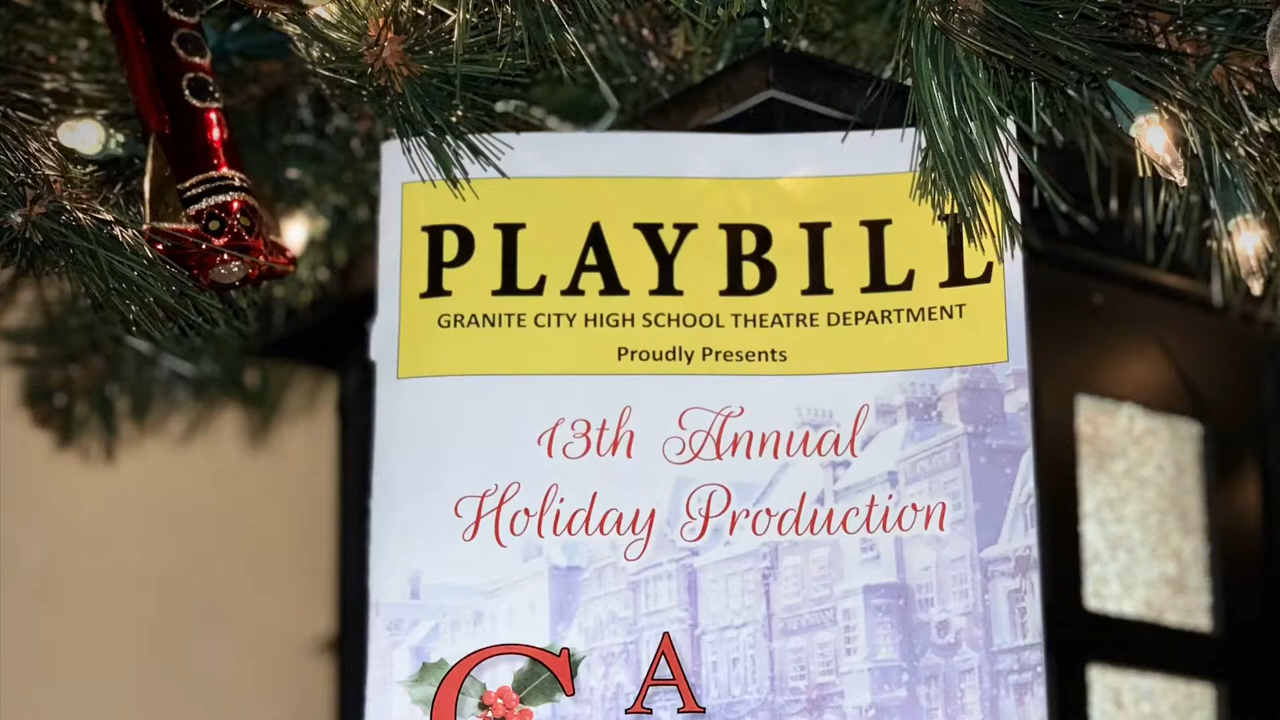 PLAYBILL
GRANITE CITY HIGH SCHOOL THEATRE DEPARTMENT
Proudly Presents
13th Annual
Holiday Production
A
C